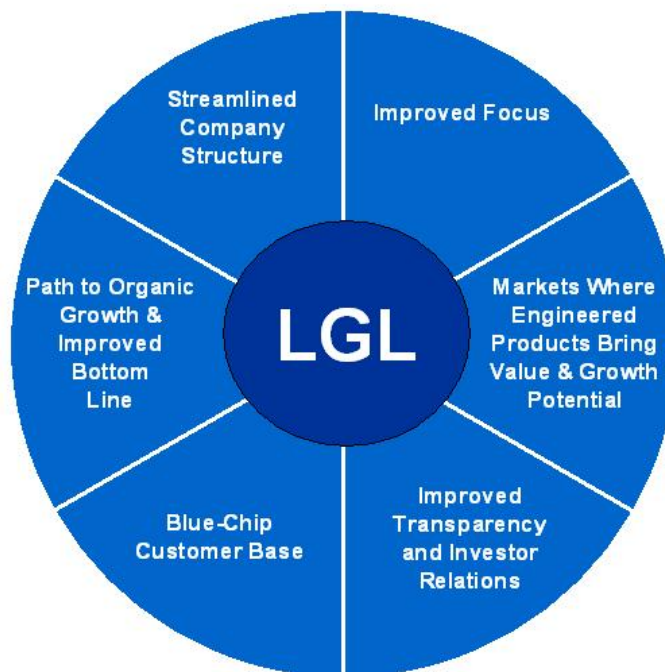 Streamlined
Company
Structure
Improved Focus
Path to Organic
Growth &
Improved
Bottom
Line
LGL
Markets Where
Engineered
Products Bring
Value & Growth
Potential
Blue-Chip
Customer Base
Improved
Transparency
and Investor
Relations